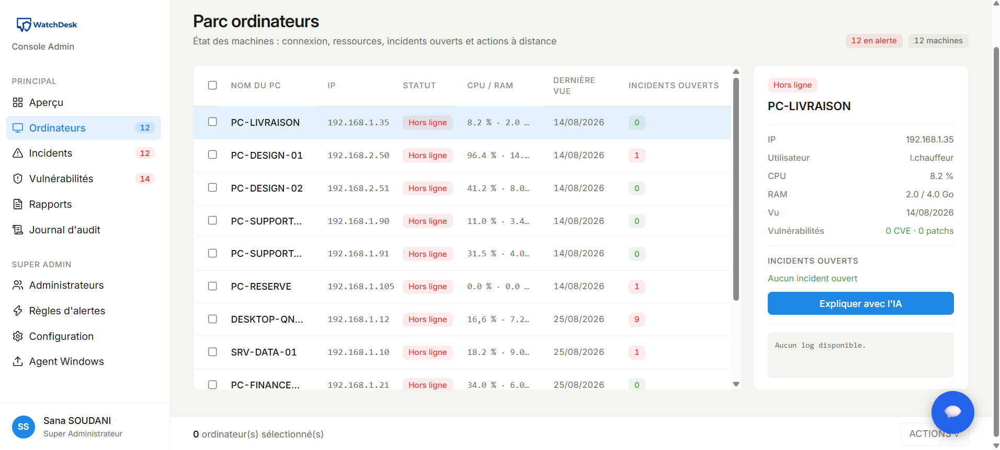 WatchDesk
Console Admin
PRINCIPAL
Aperçu
Ordinateurs 12
Incidents 12
Vulnérabilités 14
Rapports
Journal d'audit
SUPER ADMIN
Administrateurs
Règles d'alertes
Configuration
Agent Windows
SS
Sana SOUDANI
Super Administrateur
Parc ordinateurs
État des machines : connexion, ressources, incidents ouverts et actions à distance
12 en alerte 12 machines
NOM DU PC IP STATUT CPU / RAM DERNIÈRE VUE INCIDENTS OUVERTS
PC-LIVRAISON 192.168.1.35 Hors ligne 8.2 % · 2.0 … 14/08/2026 0
PC-DESIGN-01 192.168.2.50 Hors ligne 96.4 % · 14.… 14/08/2026 1
PC-DESIGN-02 192.168.2.51 Hors ligne 41.2 % · 8.0… 14/08/2026 0
PC-SUPPORT… 192.168.1.90 Hors ligne 11.0 % · 3.4… 14/08/2026 0
PC-SUPPORT… 192.168.1.91 Hors ligne 31.5 % · 4.0… 14/08/2026 0
PC-RESERVE 192.168.1.105 Hors ligne 0.0 % · 0.0 … 14/08/2026 1
DESKTOP-QN… 192.168.1.12 Hors ligne 16,6 % · 7.2… 25/08/2026 9
SRV-DATA-01 192.168.1.10 Hors ligne 18.2 % · 9.0… 25/08/2026 1
PC-FINANCE… 192.168.1.21 Hors ligne 34.0 % · 6.0… 25/08/2026 0
Hors ligne
PC-LIVRAISON
IP 192.168.1.35
Utilisateur l.chauffeur
CPU 8.2 %
RAM 2.0 / 4.0 Go
Vu 14/08/2026
Vulnérabilités 0 CVE · 0 patchs
INCIDENTS OUVERTS
Aucun incident ouvert
Expliquer avec l'IA
Aucun log disponible.
0 ordinateur(s) sélectionné(s)
ACTIONS